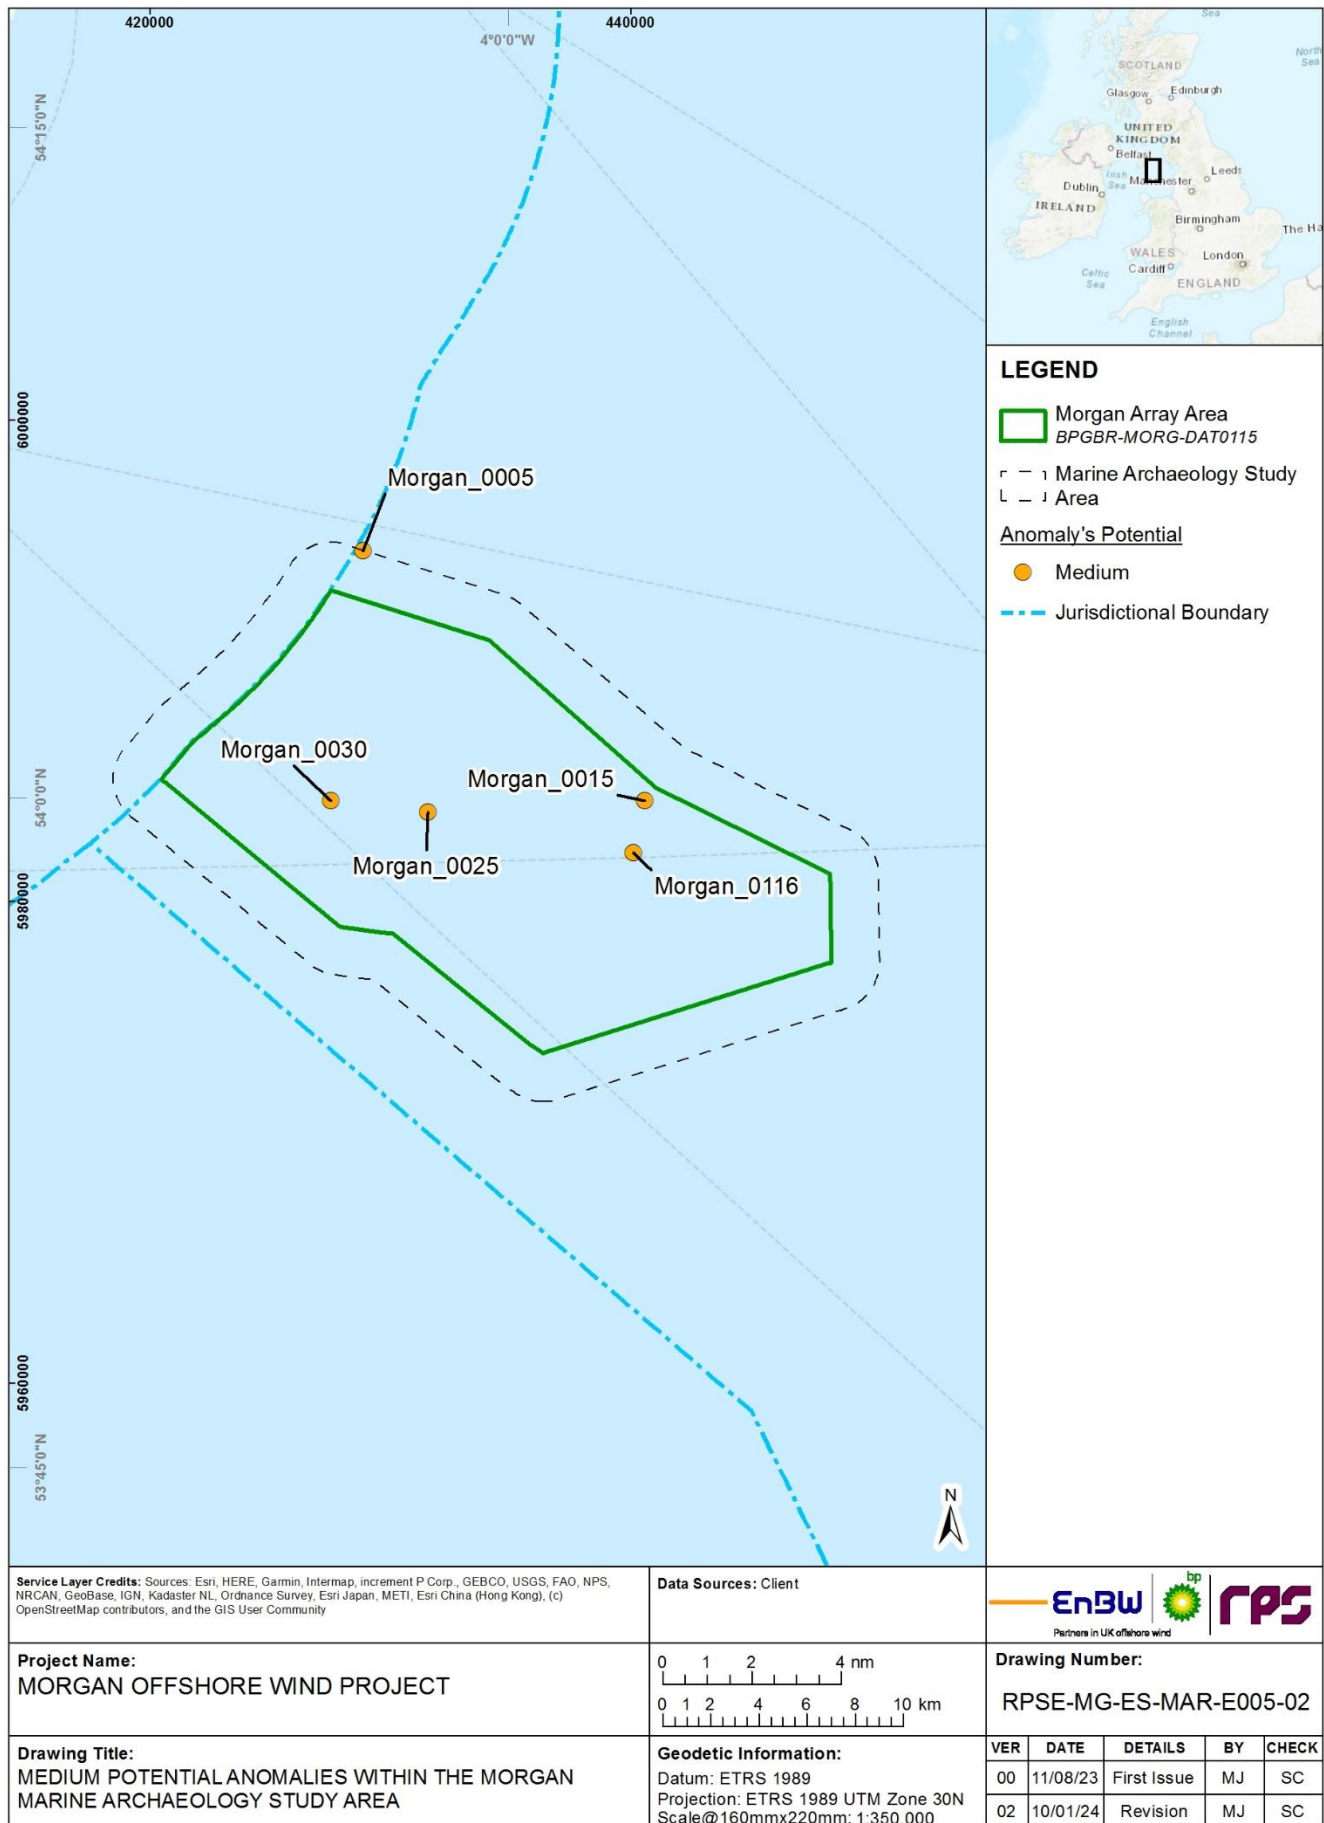 420000
440000
4°0'0"W
54°15'0"N
6000000
54°0'0"N
5980000
5960000
53°45'0"N
Morgan_0005
Morgan_0030
Morgan_0015
Morgan_0025
Morgan_0116
N
Sea
North
Sea
SCOTLAND
Glasgow
Edinburgh
UNITED
KINGDOM
Belfast
Irish
Sea
Leeds
Dublin
Manchester
IRELAND
Birmingham
The Ha
WALES
London
Cardiff
Celtic
Sea
ENGLAND
English
Channel
LEGEND
Morgan Array Area
BPGBR-MORG-DAT0115
Marine Archaeology Study
Area
Anomaly's Potential
Medium
Jurisdictional Boundary
Service Layer Credits: Sources: Esri, HERE, Garmin, Intermap, increment P Corp., GEBCO, USGS, FAO, NPS,
NRCAN, GeoBase, IGN, Kadaster NL, Ordnance Survey, Esri Japan, METI, Esri China (Hong Kong), (c)
OpenStreetMap contributors, and the GIS User Community
Data Sources: Client
EnBW
bp
rps
Partners in UK offshore wind
Project Name:
MORGAN OFFSHORE WIND PROJECT
0 1 2 4 nm
0 1 2 4 6 8 10 km
Drawing Number:
RPSE-MG-ES-MAR-E005-02
Drawing Title:
MEDIUM POTENTIAL ANOMALIES WITHIN THE MORGAN
MARINE ARCHAEOLOGY STUDY AREA
Geodetic Information:
Datum: ETRS 1989
Projection: ETRS 1989 UTM Zone 30N
Scale@160mmx220mm: 1:350,000
VER DATE DETAILS BY CHECK
00 11/08/23 First Issue MJ SC
02 10/01/24 Revision MJ SC